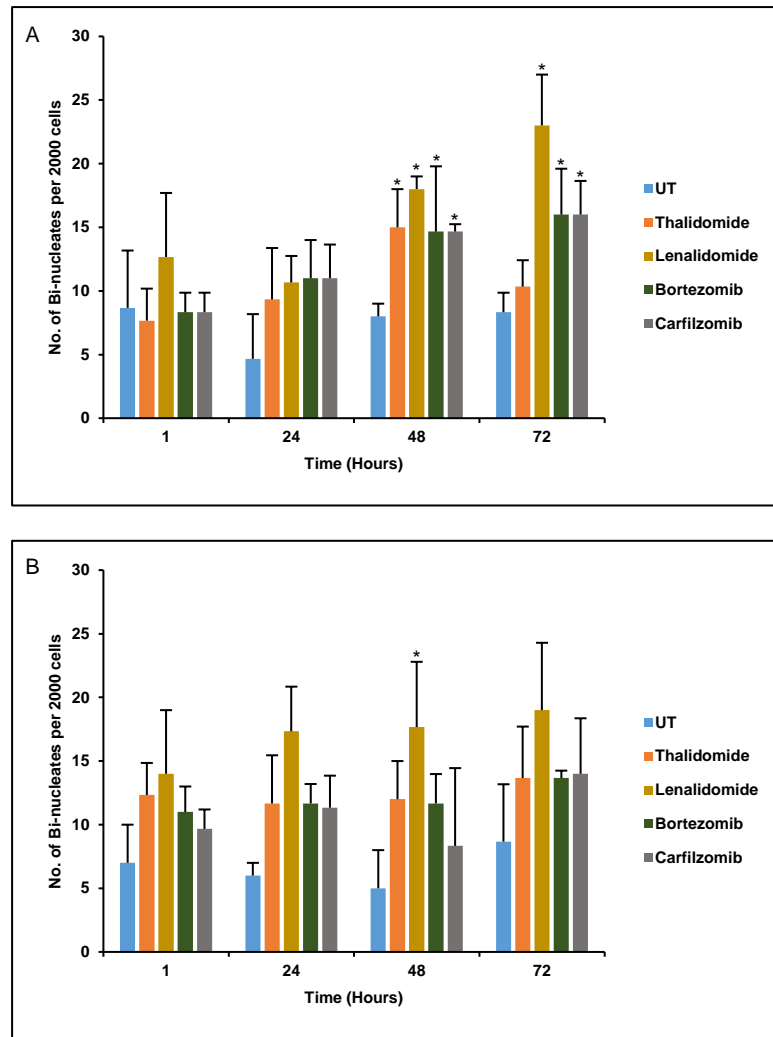 A
No. of Bi-nucleates per 2000 cells
30
25
20
15
10
5
0
* * * *
* * *
1 24 48 72
Time (Hours)
UT
Thalidomide
Lenalidomide
Bortezomib
Carfilzomib
B
No. of Bi-nucleates per 2000 cells
30
25
20
15
10
5
0
*
1 24 48 72
Time (Hours)
UT
Thalidomide
Lenalidomide
Bortezomib
Carfilzomib